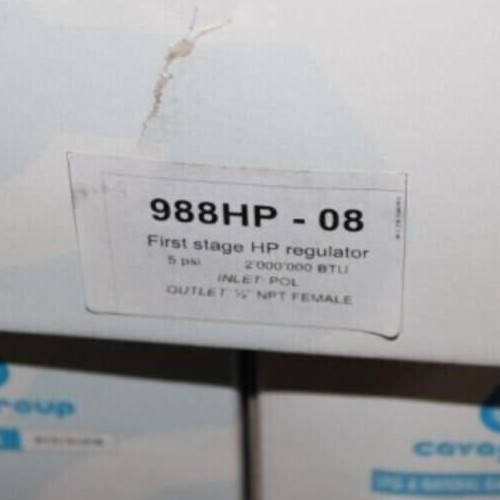 988HP - 08
First stage HP regulator
5 psi 2'000'000 BTU
INLET POL
OUTLET ½" NPT FEMALE
roup